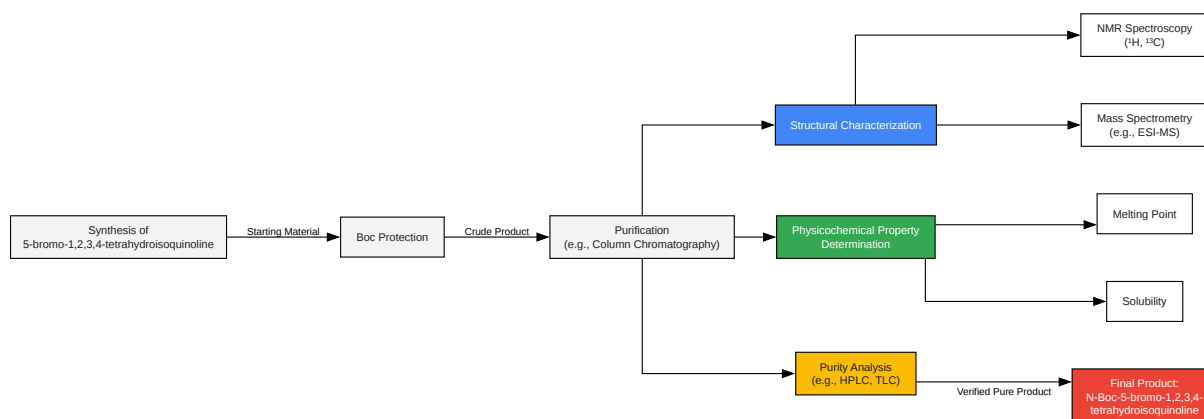 NMR Spectroscopy
(¹H, ¹³C)
Structural Characterization
Mass Spectrometry
(e.g., ESI-MS)
Synthesis of
5-bromo-1,2,3,4-tetrahydroisoquinoline
Starting Material
Boc Protection
Crude Product
Purification
(e.g., Column Chromatography)
Physicochemical Property
Determination
Melting Point
Solubility
Purity Analysis
(e.g., HPLC, TLC)
Verified Pure Product
Final Product:
N-Boc-5-bromo-1,2,3,4-
tetrahydroisoquinoline